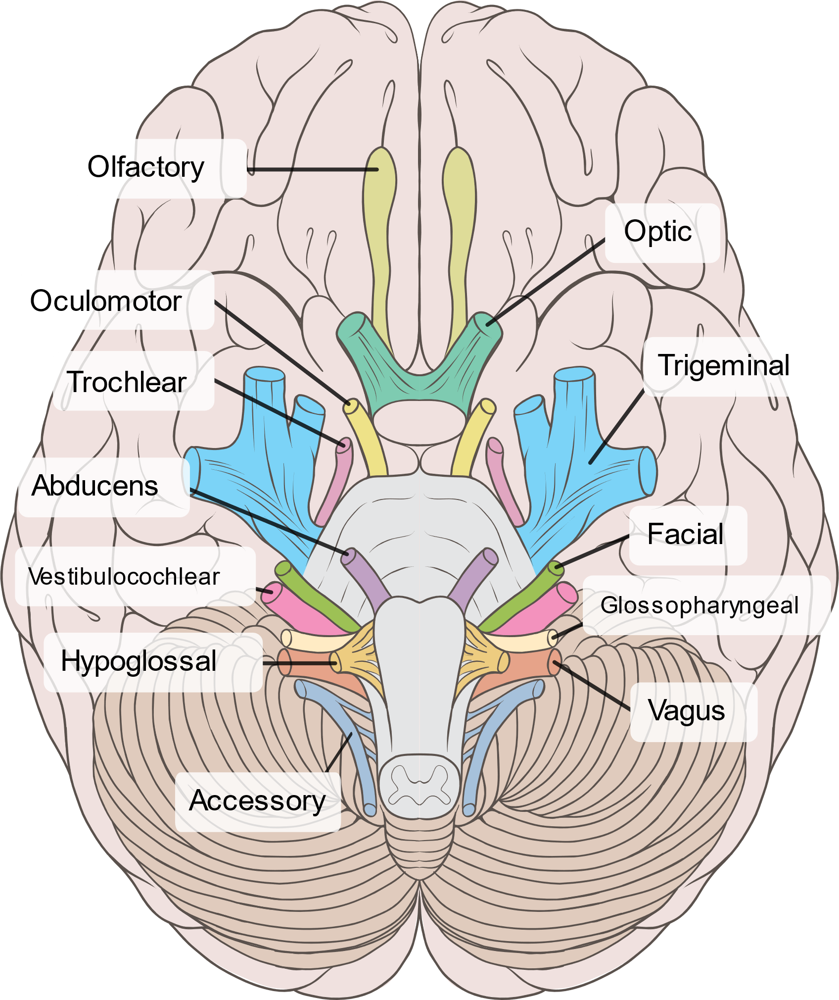 Olfactory
Optic
Oculomotor
Trigeminal
Trochlear
Abducens
Facial
Vestibulocochlear
Glossopharyngeal
Hypoglossal
Vagus
Accessory